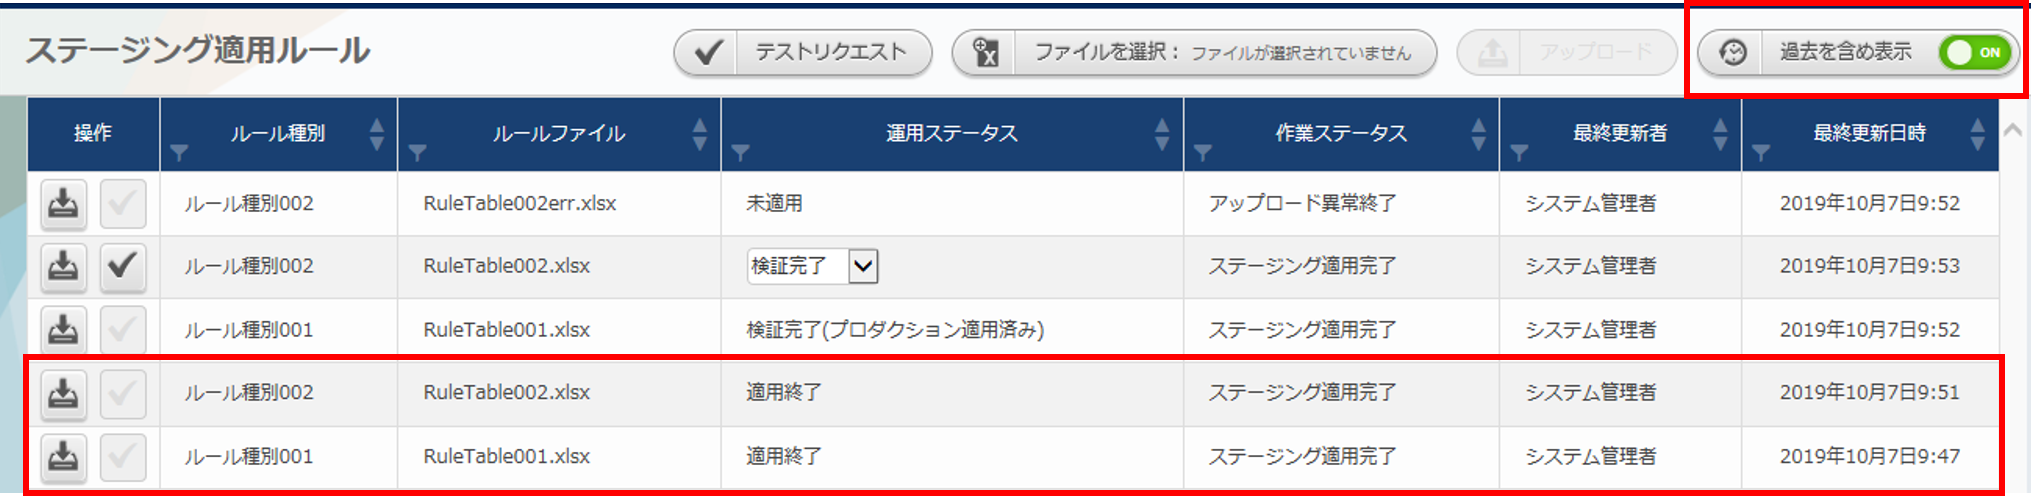 ステージング適用ルール テストリクエスト ファイルを選択： ファイルが選択されていません アップロード 過去を含め表示 ON
操作 ルール種別 ルールファイル 運用ステータス 作業ステータス 最終更新者 最終更新日時
ルール種別002 RuleTable002err.xlsx 未適用 アップロード異常終了 システム管理者 2019年10月7日9:52
ルール種別002 RuleTable002.xlsx 検証完了 ステージング適用完了 システム管理者 2019年10月7日9:53
ルール種別001 RuleTable001.xlsx 検証完了(プロダクション適用済み) ステージング適用完了 システム管理者 2019年10月7日9:52
ルール種別002 RuleTable002.xlsx 適用終了 ステージング適用完了 システム管理者 2019年10月7日9:51
ルール種別001 RuleTable001.xlsx 適用終了 ステージング適用完了 システム管理者 2019年10月7日9:47